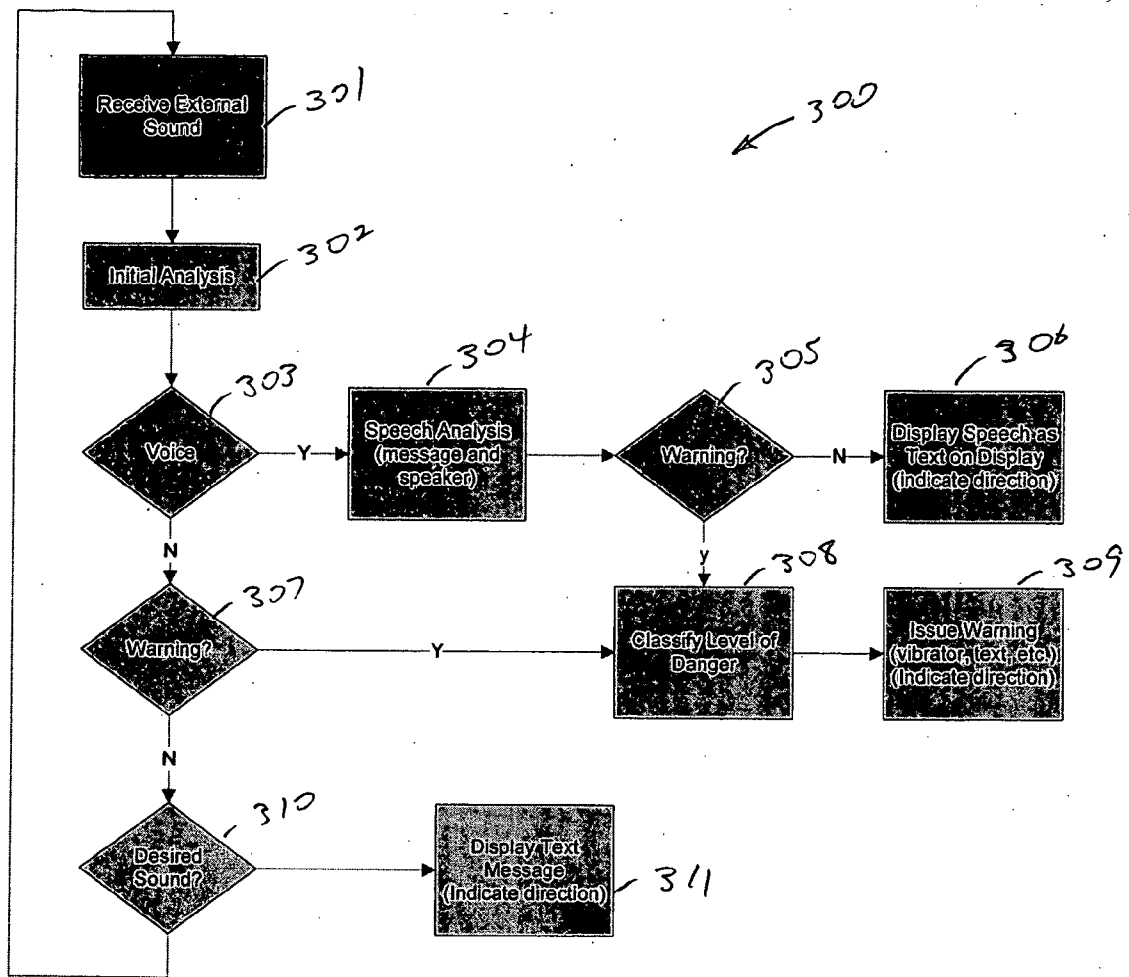 Receive External
Sound
301
300
Initial Analysis
302
Voice
303
Y
Speech Analysis
(message and
speaker)
304
Warning?
305
N
Display Speech as
Text on Display
(Indicate direction)
306
N
y
Warning?
307
Y
Classify Level of
Danger
308
Issue Warning
(vibrator, text, etc.)
(Indicate direction)
309
N
Desired
Sound?
310
Display Text
Message
(Indicate direction)
311